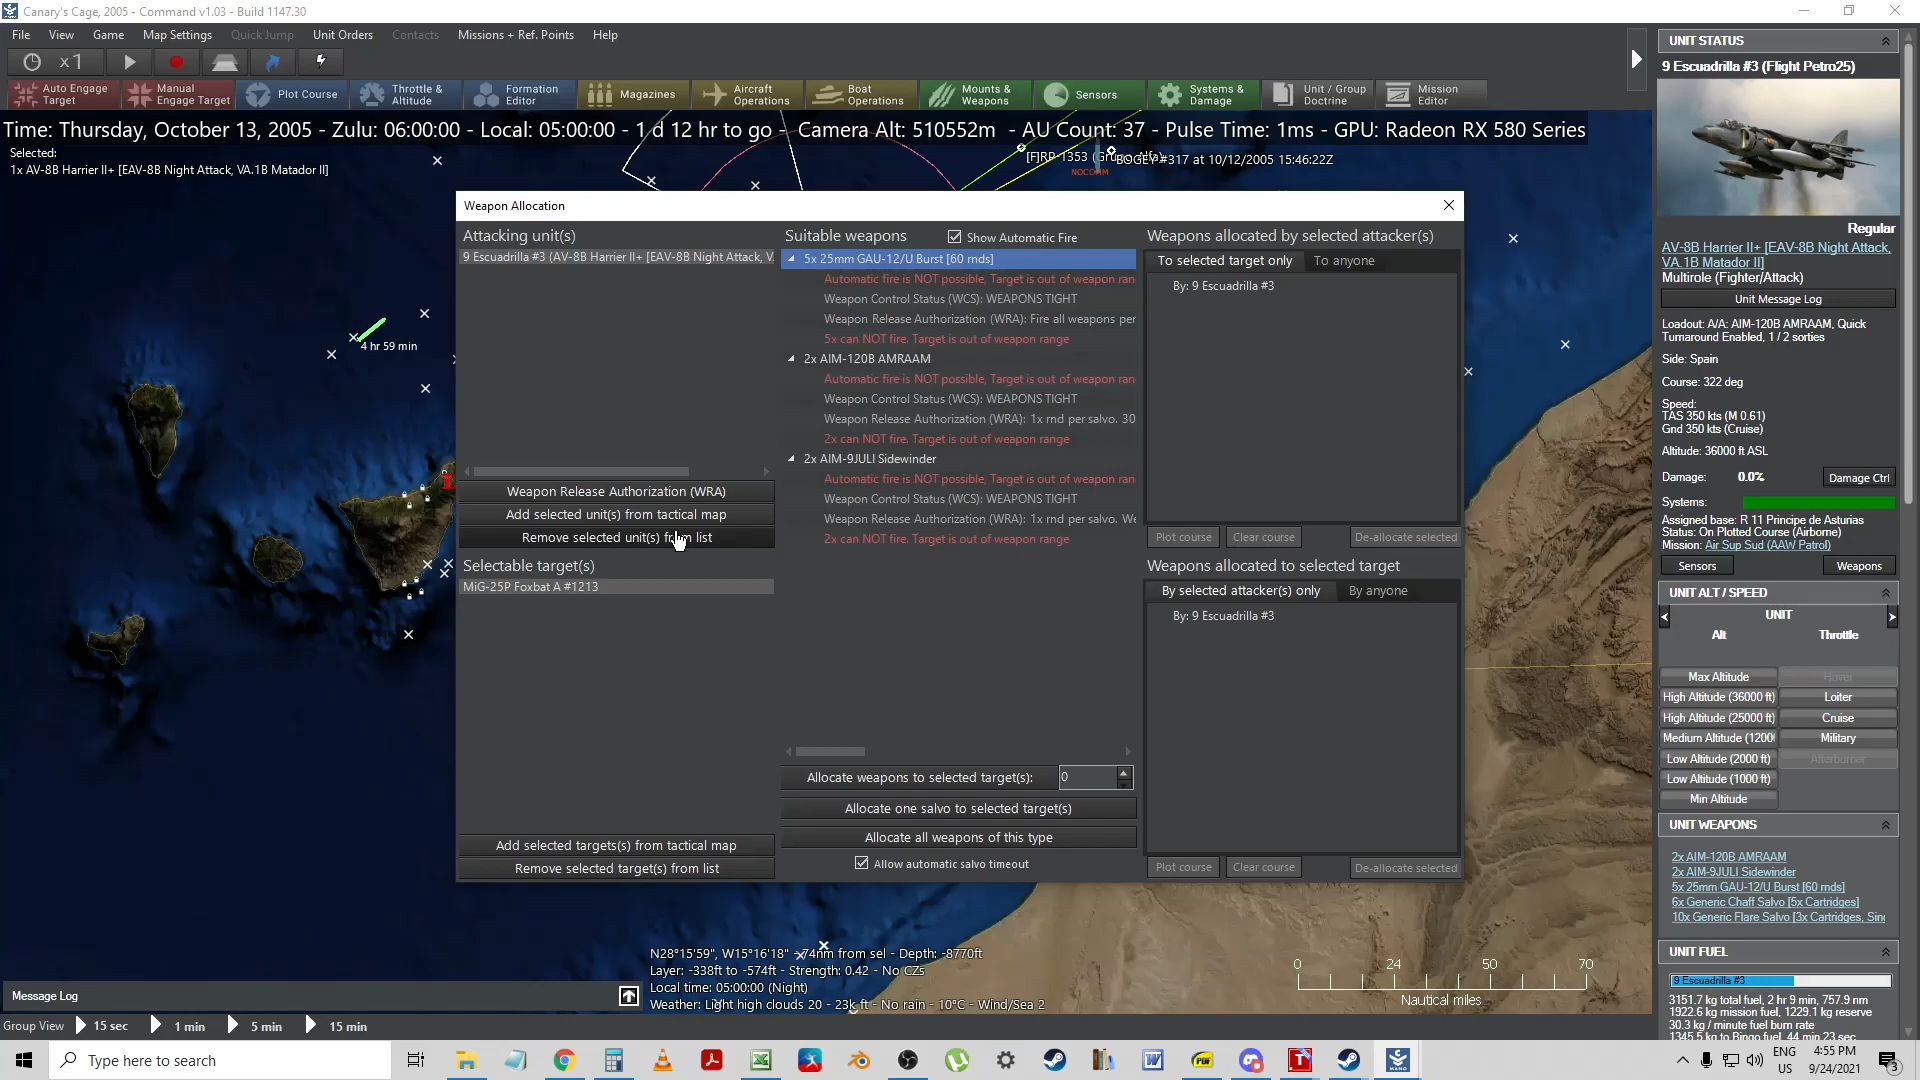 Canary's Cage, 2005 - Command v1.03 - Build 1147.30
File View Game Map Settings Quick Jump Unit Orders Contacts Missions + Ref. Points Help
x1
Auto Engage Target
Manual Engage Target
Plot Course
Throttle & Altitude
Formation Editor
Magazines
Aircraft Operations
Boat Operations
Mounts & Weapons
Sensors
Systems & Damage
Unit / Group Doctrine
Mission Editor
Time: Thursday, October 13, 2005 - Zulu: 06:00:00 - Local: 05:00:00 - 1 d 12 hr to go - Camera Alt: 510552m - AU Count: 37 - Pulse Time: 1ms - GPU: Radeon RX 580 Series
Selected:
1x AV-8B Harrier II+ [EAV-8B Night Attack, VA.1B Matador II]
BOGEY #317 at 10/12/2005 15:46:22Z
NOCOMM
4 hr 59 min
Weapon Allocation
Attacking unit(s)
9 Escuadrilla #3 (AV-8B Harrier II+ [EAV-8B Night Attack, V
Weapon Release Authorization (WRA)
Add selected unit(s) from tactical map
Remove selected unit(s) from list
Selectable target(s)
MiG-25P Foxbat A #1213
Add selected targets(s) from tactical map
Remove selected target(s) from list
Suitable weapons
Show Automatic Fire
5x 25mm GAU-12/U Burst [60 rnds]
Automatic fire is NOT possible, Target is out of weapon ran
Weapon Control Status (WCS): WEAPONS TIGHT
Weapon Release Authorization (WRA): Fire all weapons per
5x can NOT fire. Target is out of weapon range
2x AIM-120B AMRAAM
Automatic fire is NOT possible, Target is out of weapon ran
Weapon Control Status (WCS): WEAPONS TIGHT
Weapon Release Authorization (WRA): 1x rnd per salvo. 30
2x can NOT fire. Target is out of weapon range
2x AIM-9JULI Sidewinder
Automatic fire is NOT possible, Target is out of weapon ran
Weapon Control Status (WCS): WEAPONS TIGHT
Weapon Release Authorization (WRA): 1x rnd per salvo. We
2x can NOT fire. Target is out of weapon range
Allocate weapons to selected target(s): 0
Allocate one salvo to selected target(s)
Allocate all weapons of this type
Allow automatic salvo timeout
Weapons allocated by selected attacker(s)
To selected target only To anyone
By: 9 Escuadrilla #3
Plot course Clear course De-allocate selected
Weapons allocated to selected target
By selected attacker(s) only By anyone
By: 9 Escuadrilla #3
Plot course Clear course De-allocate selected
N28°15'59", W15°16'18" - 74nm from sel - Depth: -8770ft
Layer: -338ft to -574ft - Strength: 0.42 - No CZs
Local time: 05:00:00 (Night)
Weather: Light high clouds 20 - 23k ft - No rain - 10°C - Wind/Sea 2
0 24 50 70
Nautical miles
Message Log
Group View 15 sec 1 min 5 min 15 min
UNIT STATUS
9 Escuadrilla #3 (Flight Petro25)
Regular
AV-8B Harrier II+ [EAV-8B Night Attack,
VA.1B Matador II]
Multirole (Fighter/Attack)
Unit Message Log
Loadout: A/A: AIM-120B AMRAAM, Quick
Turnaround Enabled, 1 / 2 sorties
Side: Spain
Course: 322 deg
Speed:
TAS 350 kts (M 0.61)
Gnd 350 kts (Cruise)
Altitude: 36000 ft ASL
Damage: 0.0% Damage Ctrl
Systems:
Assigned base: R 11 Principe de Asturias
Status: On Plotted Course (Airborne)
Mission: Air Sup Sud (AAW Patrol)
Sensors Weapons
UNIT ALT / SPEED
UNIT
Alt Throttle
Max Altitude Hover
High Altitude (36000 ft) Loiter
High Altitude (25000 ft) Cruise
Medium Altitude (1200 Military
Low Altitude (2000 ft) Afterburner
Low Altitude (1000 ft)
Min Altitude
UNIT WEAPONS
2x AIM-120B AMRAAM
2x AIM-9JULI Sidewinder
5x 25mm GAU-12/U Burst [60 rnds]
6x Generic Chaff Salvo [5x Cartridges]
10x Generic Flare Salvo [3x Cartridges, Sin
UNIT FUEL
9 Escuadrilla #3
3151.7 kg total fuel, 2 hr 9 min, 757.9 nm
1922.6 kg mission fuel, 1229.1 kg reserve
30.3 kg / minute fuel burn rate
1345.5 kg to Bingo fuel, 44 min 23 sec
Type here to search
ENG
4:55 PM
9/24/2021
3